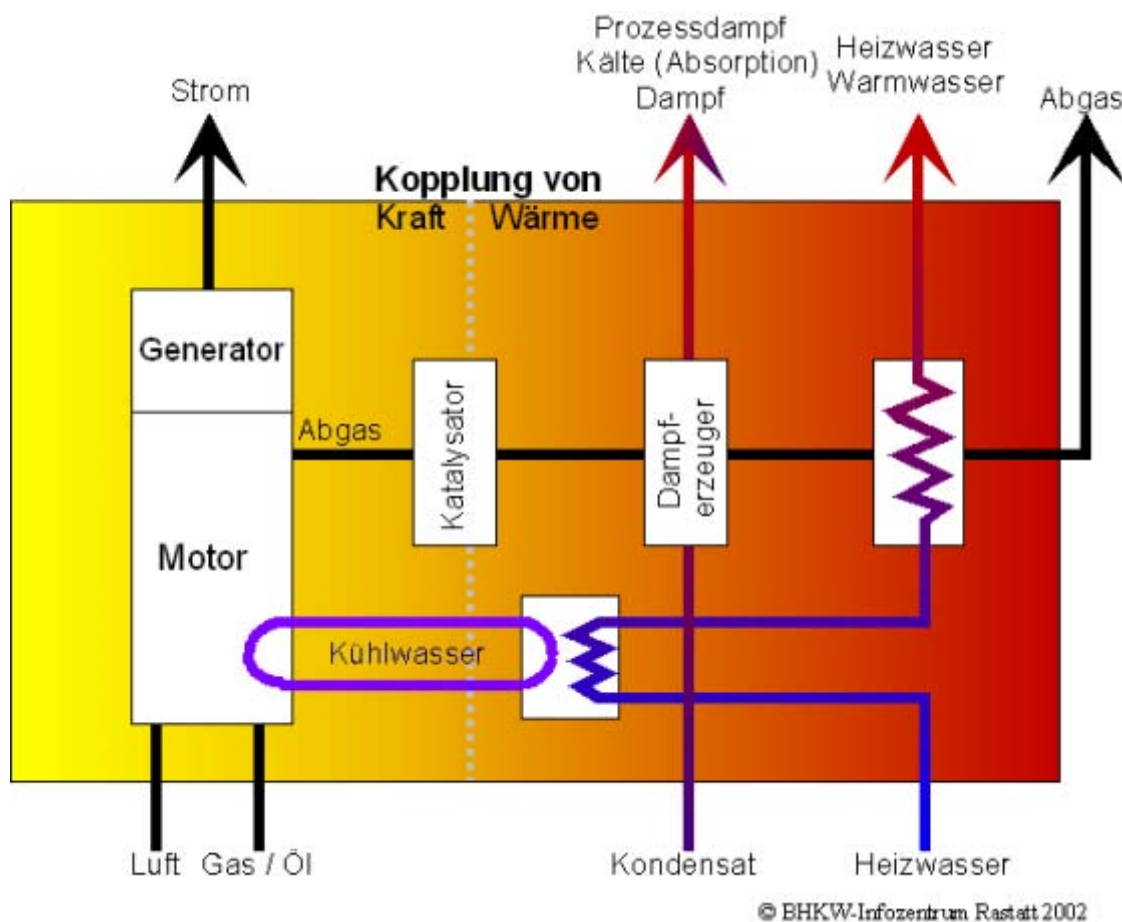 Prozessdampf
Kälte (Absorption)
Dampf
Heizwasser
Warmwasser
Strom
Abgas
Kopplung von
Kraft Wärme
Generator
Abgas
Katalysator
Dampf-
erzeuger
Motor
Kühlwasser
Luft Gas / Öl
Kondensat
Heizwasser
© BHKW-Infozentrum Rastatt 2002